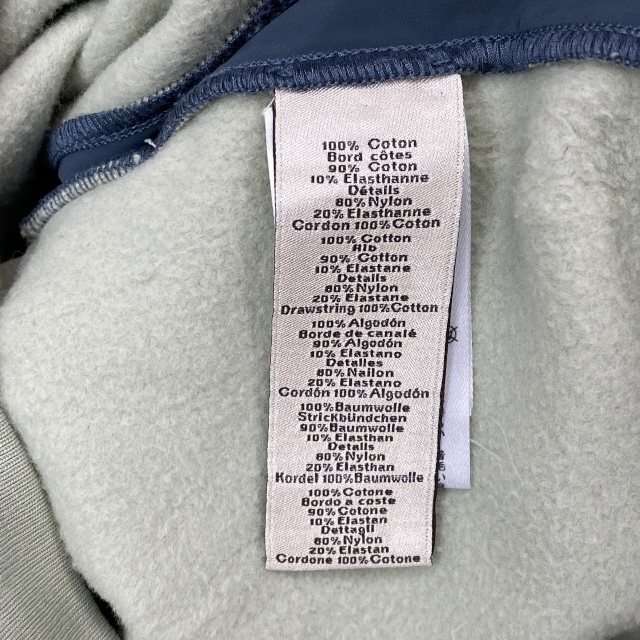 100% Coton
Bord côtes
90% Coton
10% Elasthanne
Détails
80% Nylon
20% Elasthanne
Cordon 100% Coton
100% Cotton
Rib
90% Cotton
10% Elastane
Details
80% Nylon
20% Elastane
Drawstring 100% Cotton
100% Algodón
Borde de canalé
90% Algodón
10% Elastano
Detalles
80% Nailon
20% Elastano
Cordón 100% Algodón
100% Baumwolle
Strickbündchen
90% Baumwolle
10% Elasthan
Details
80% Nylon
20% Elasthan
Kordel 100% Baumwolle
100% Cotone
Bordo a coste
90% Cotone
10% Elastan
Dettagli
80% Nylon
20% Elastan
Cordone 100% Cotone